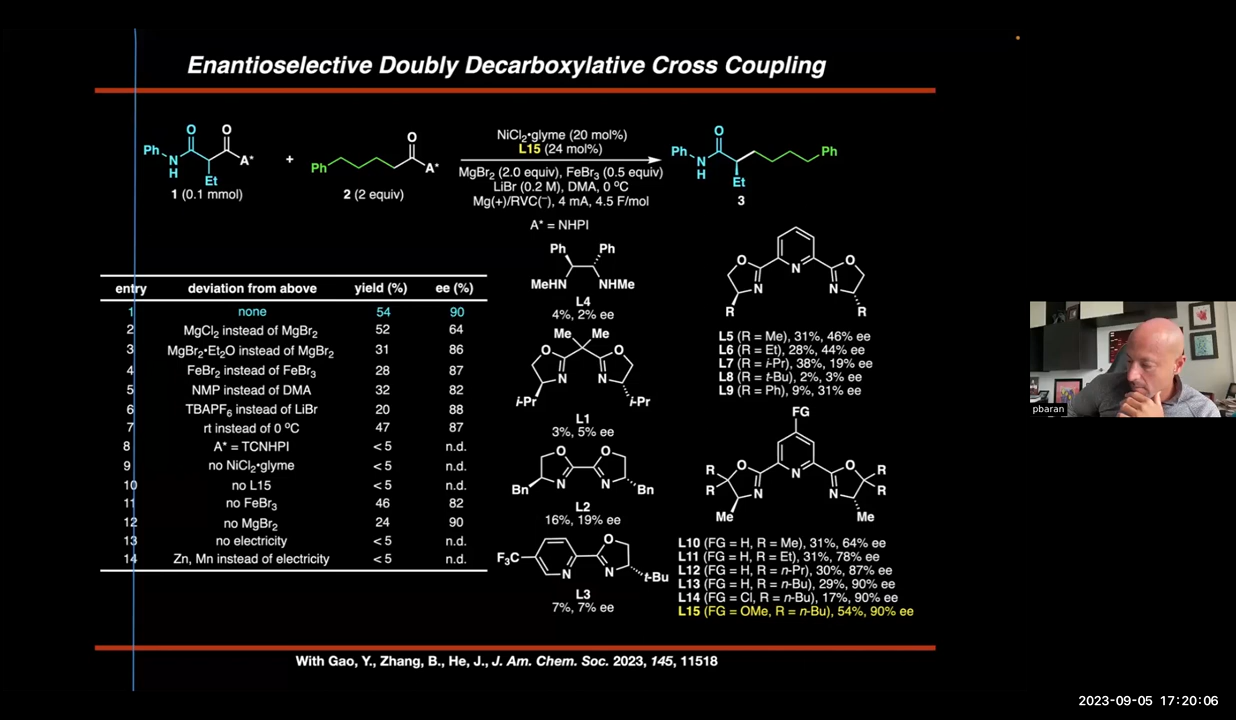 Enantioselective Doubly Decarboxylative Cross Coupling
Ph
N
H
O
O
A*
Et
1 (0.1 mmol)
+
Ph
O
A*
2 (2 equiv)
NiCl2•glyme (20 mol%)
L15 (24 mol%)
MgBr2 (2.0 equiv), FeBr3 (0.5 equiv)
LiBr (0.2 M), DMA, 0 ºC
Mg(+)/RVC(−), 4 mA, 4.5 F/mol
A* = NHPI
Ph
N
H
O
Et
Ph
3
entry deviation from above yield (%) ee (%)
1 none 54 90
2 MgCl2 instead of MgBr2 52 64
3 MgBr2•Et2O instead of MgBr2 31 86
4 FeBr2 instead of FeBr3 28 87
5 NMP instead of DMA 32 82
6 TBAPF6 instead of LiBr 20 88
7 rt instead of 0 ºC 47 87
8 A* = TCNHPI < 5 n.d.
9 no NiCl2•glyme < 5 n.d.
10 no L15 < 5 n.d.
11 no FeBr3 46 82
12 no MgBr2 24 90
13 no electricity < 5 n.d.
14 Zn, Mn instead of electricity < 5 n.d.
Ph Ph
MeHN NHMe
L4
4%, 2% ee
Me Me
O O
N N
i-Pr i-Pr
L1
3%, 5% ee
O O
N N
Bn Bn
L2
16%, 19% ee
F3C
O
N N
t-Bu
L3
7%, 7% ee
O N O
N N
R R
L5 (R = Me), 31%, 46% ee
L6 (R = Et), 28%, 44% ee
L7 (R = i-Pr), 38%, 19% ee
L8 (R = t-Bu), 2%, 3% ee
L9 (R = Ph), 9%, 31% ee
FG
R O N O R
R N N R
Me Me
L10 (FG = H, R = Me), 31%, 64% ee
L11 (FG = H, R = Et), 31%, 78% ee
L12 (FG = H, R = n-Pr), 30%, 87% ee
L13 (FG = H, R = n-Bu), 29%, 90% ee
L14 (FG = Cl, R = n-Bu), 17%, 90% ee
L15 (FG = OMe, R = n-Bu), 54%, 90% ee
With Gao, Y., Zhang, B., He, J., J. Am. Chem. Soc. 2023, 145, 11518
pbaran
2023-09-05 17:20:06